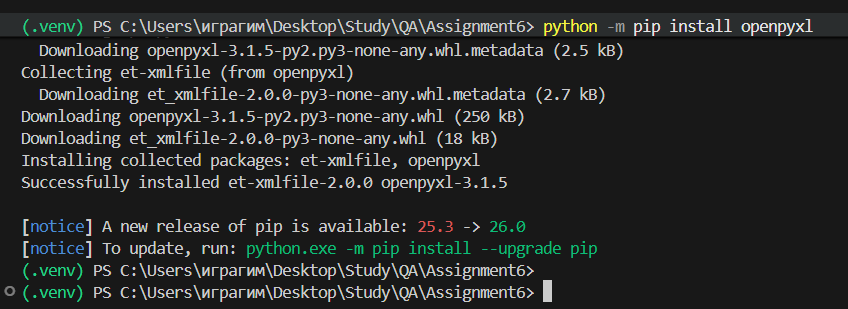 (.venv) PS C:\Users\играгим\Desktop\Study\QA\Assignment6> python -m pip install openpyxl
Downloading openpyxl-3.1.5-py2.py3-none-any.whl.metadata (2.5 kB)
Collecting et-xmlfile (from openpyxl)
Downloading et_xmlfile-2.0.0-py3-none-any.whl.metadata (2.7 kB)
Downloading openpyxl-3.1.5-py2.py3-none-any.whl (250 kB)
Downloading et_xmlfile-2.0.0-py3-none-any.whl (18 kB)
Installing collected packages: et-xmlfile, openpyxl
Successfully installed et-xmlfile-2.0.0 openpyxl-3.1.5
[notice] A new release of pip is available: 25.3 -> 26.0
[notice] To update, run: python.exe -m pip install --upgrade pip
(.venv) PS C:\Users\играгим\Desktop\Study\QA\Assignment6>
(.venv) PS C:\Users\играгим\Desktop\Study\QA\Assignment6>